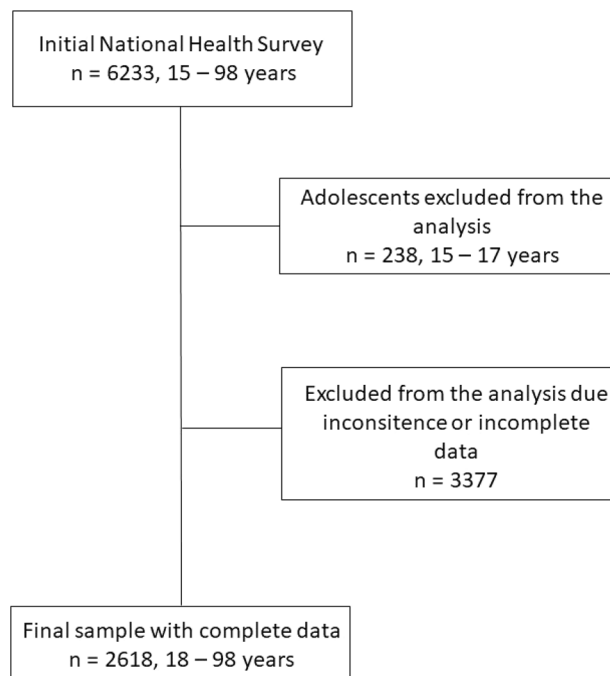 Initial National Health Survey
n = 6233, 15 – 98 years
Adolescents excluded from the
analysis
n = 238, 15 – 17 years
Excluded from the analysis due
inconsitence or incomplete
data
n = 3377
Final sample with complete data
n = 2618, 18 – 98 years